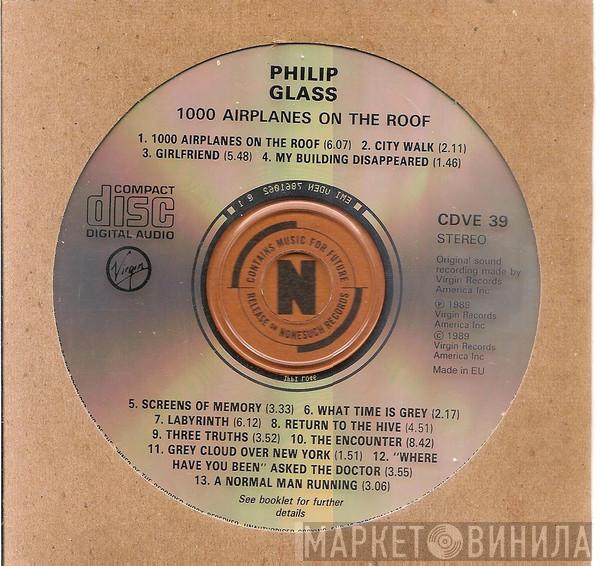 PHILIP
GLASS
1000 AIRPLANES ON THE ROOF
1. 1000 AIRPLANES ON THE ROOF (6.07) 2. CITY WALK (2.11)
3. GIRLFRIEND (5.48) 4. MY BUILDING DISAPPEARED (1.46)
COMPACT
disc
DIGITAL AUDIO
Virgin
EMI UDEN 7861065
CONTAINS MUSIC FOR FUTURE
N
RELEASE ON NONESUCH RECORDS
CDVE 39
STEREO
Original sound
recording made by
Virgin Records
America Inc
℗ 1989
Virgin Records
America Inc
© 1989
Virgin Records
America Inc
Made in EU
5. SCREENS OF MEMORY (3.33) 6. WHAT TIME IS GREY (2.17)
7. LABYRINTH (6.12) 8. RETURN TO THE HIVE (4.51)
9. THREE TRUTHS (3.52) 10. THE ENCOUNTER (8.42)
11. GREY CLOUD OVER NEW YORK (1.51) 12. "WHERE
HAVE YOU BEEN" ASKED THE DOCTOR (3.55)
13. A NORMAL MAN RUNNING (3.06)
See booklet for further
details
МАРКЕТ ВИНИЛА